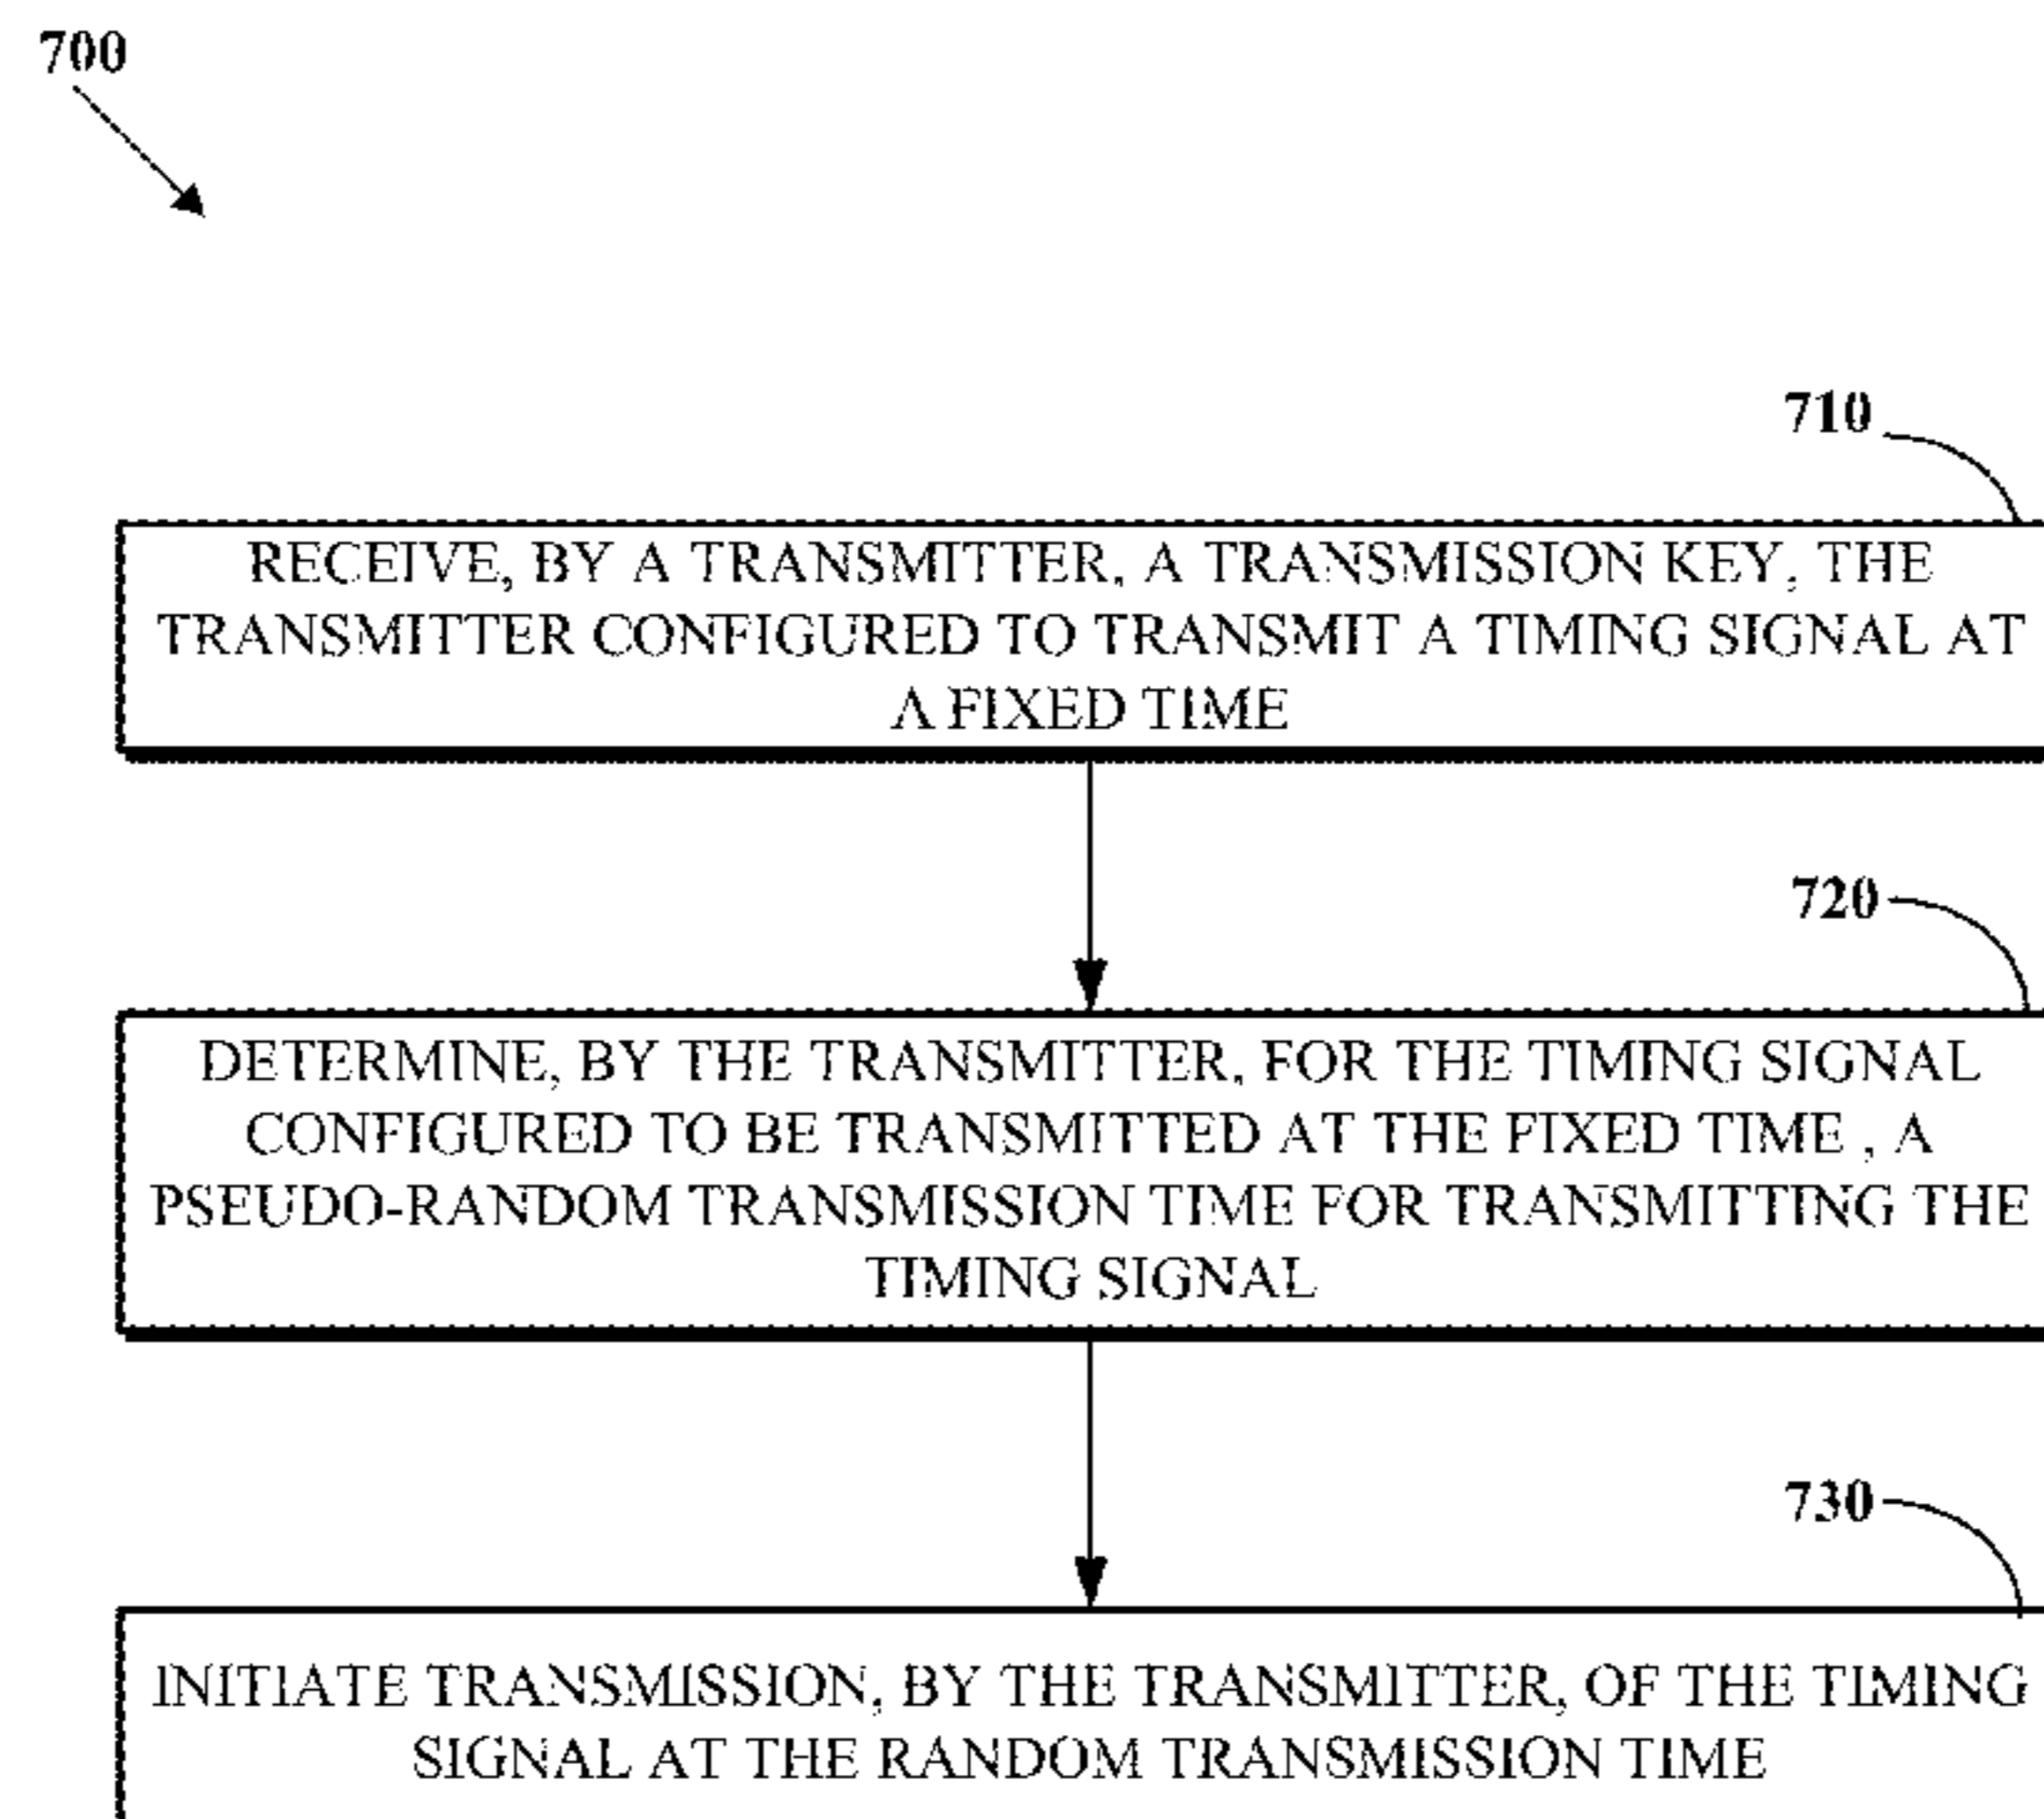 700
710
RECEIVE, BY A TRANSMITTER, A TRANSMISSION KEY, THE
TRANSMITTER CONFIGURED TO TRANSMIT A TIMING SIGNAL AT
A FIXED TIME
720
DETERMINE, BY THE TRANSMITTER, FOR THE TIMING SIGNAL
CONFIGURED TO BE TRANSMITTED AT THE FIXED TIME , A
PSEUDO-RANDOM TRANSMISSION TIME FOR TRANSMITTING THE
TIMING SIGNAL
730
INITIATE TRANSMISSION, BY THE TRANSMITTER, OF THE TIMING
SIGNAL AT THE RANDOM TRANSMISSION TIME